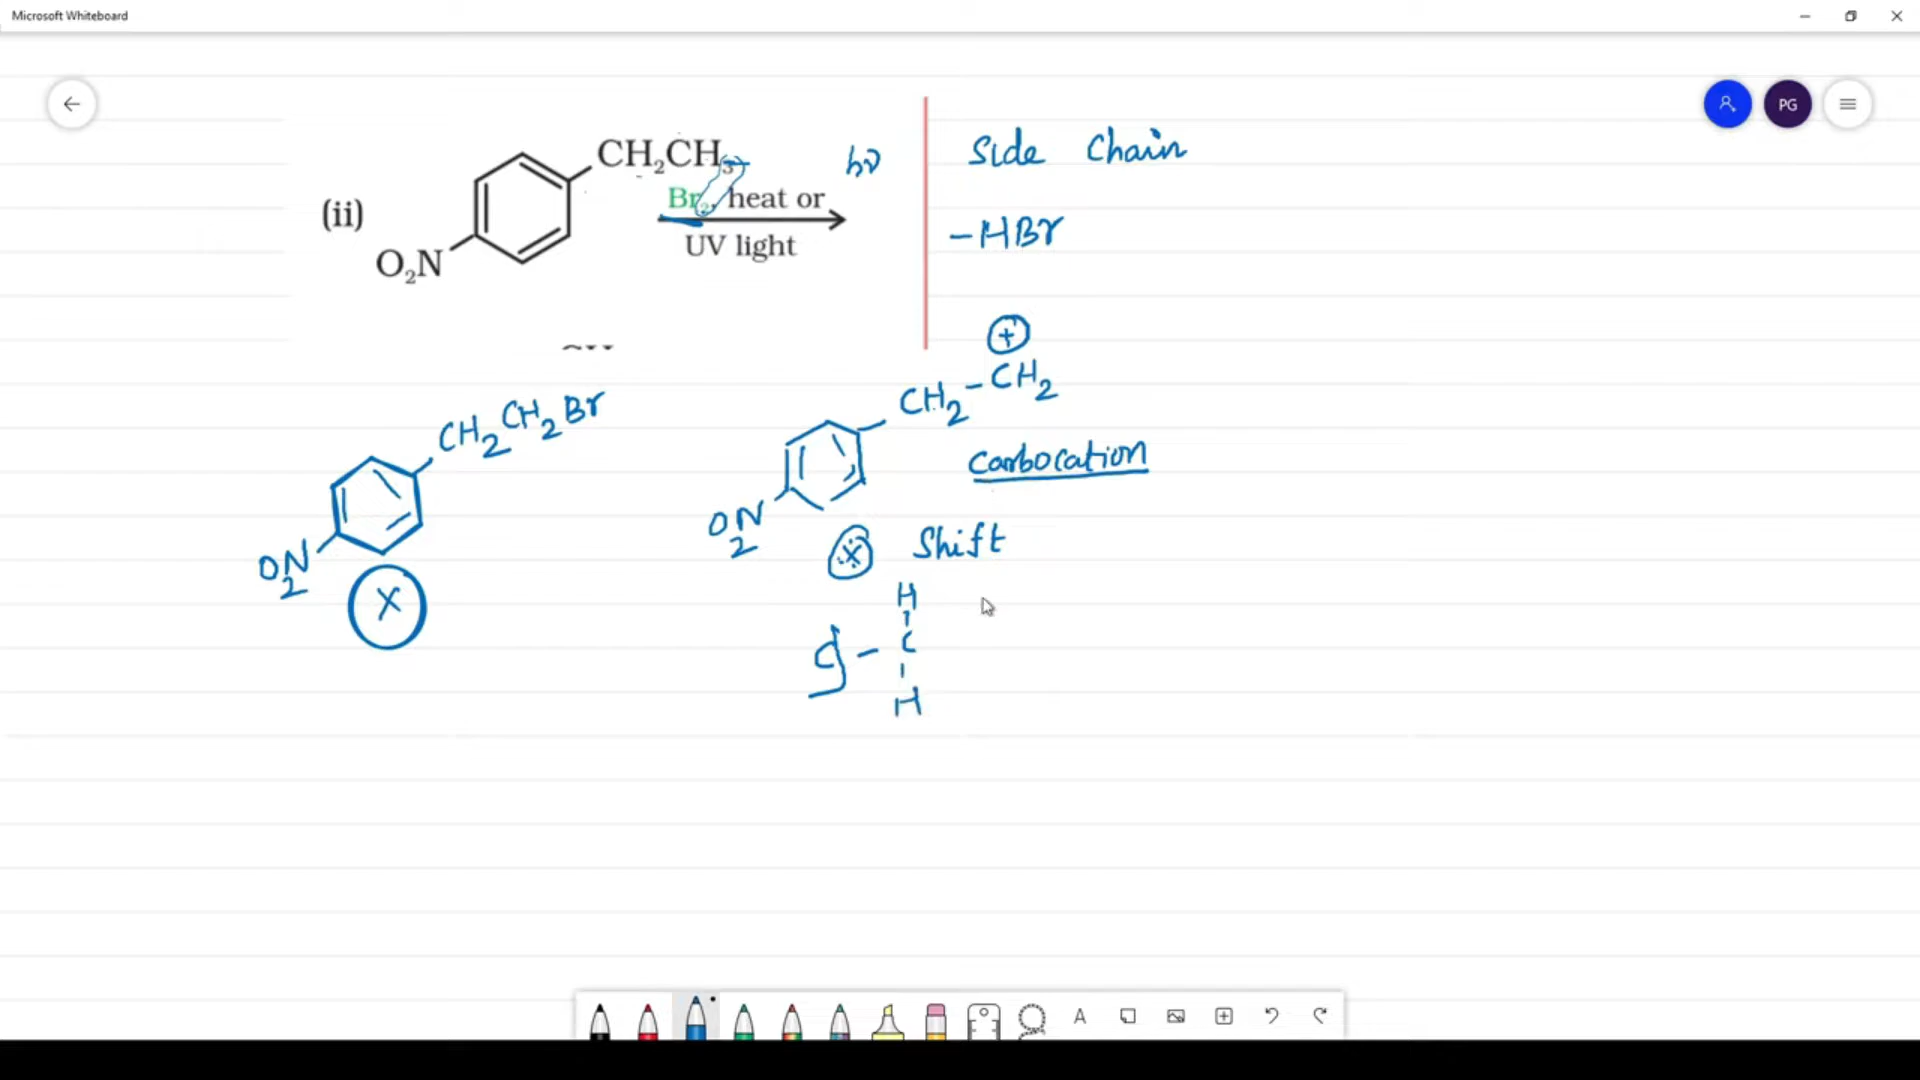 Microsoft Whiteboard
PG
CH₂CH₃
hν
(ii)
Br₂, heat or
UV light
O₂N
Side Chain
-HBr
+
CH₂-CH₂
O₂N
Carbocation
X Shift
CH₂CH₂Br
O₂N
X
H
C
H
A